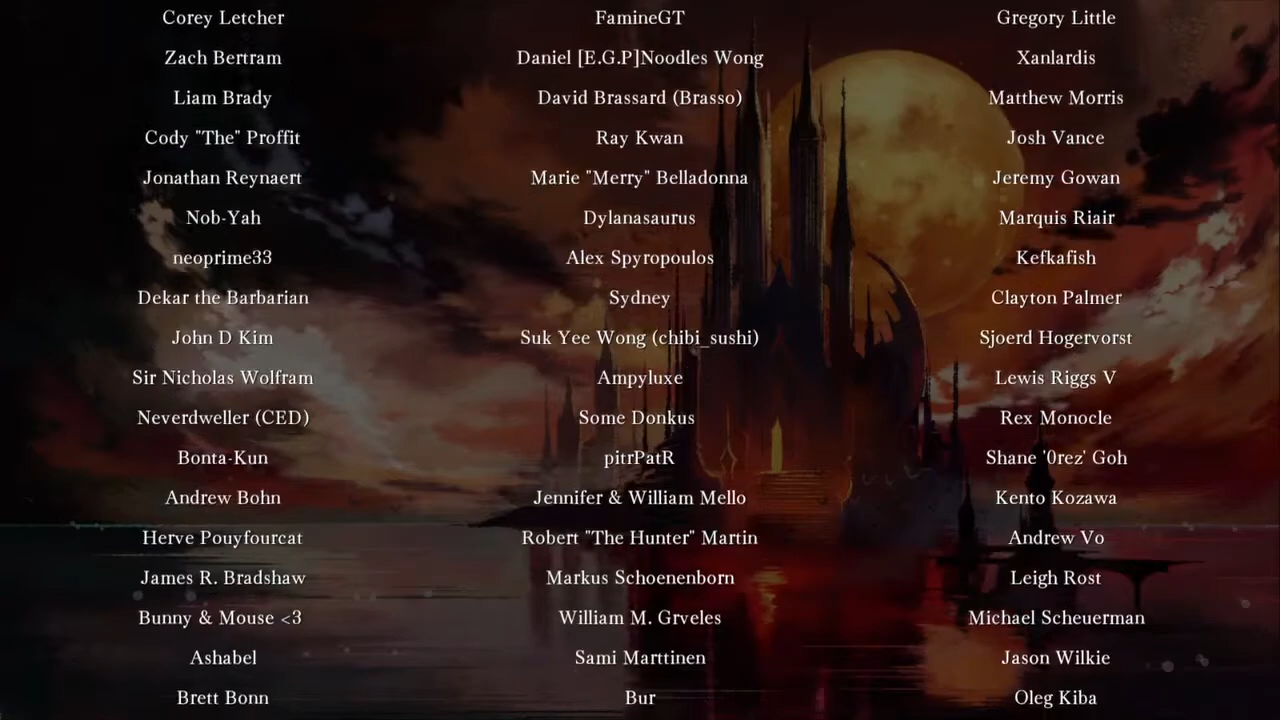 Corey Letcher
FamineGT
Gregory Little
Zach Bertram
Daniel [E.G.P]Noodles Wong
Xanlardis
Liam Brady
David Brassard (Brasso)
Matthew Morris
Cody "The" Proffit
Ray Kwan
Josh Vance
Jonathan Reynaert
Marie "Merry" Belladonna
Jeremy Gowan
Nob-Yah
Dylanasaurus
Marquis Riair
neoprime33
Alex Spyropoulos
Kefkafish
Dekar the Barbarian
Sydney
Clayton Palmer
John D Kim
Suk Yee Wong (chibi_sushi)
Sjoerd Hogervorst
Sir Nicholas Wolfram
Ampyluxe
Lewis Riggs V
Neverdweller (CED)
Some Donkus
Rex Monocle
Bonta-Kun
pitrPatR
Shane '0rez' Goh
Andrew Bohn
Jennifer & William Mello
Kento Kozawa
Herve Pouyfourcat
Robert "The Hunter" Martin
Andrew Vo
James R. Bradshaw
Markus Schoenenborn
Leigh Rost
Bunny & Mouse <3
William M. Grveles
Michael Scheuerman
Ashabel
Sami Marttinen
Jason Wilkie
Brett Bonn
Bur
Oleg Kiba